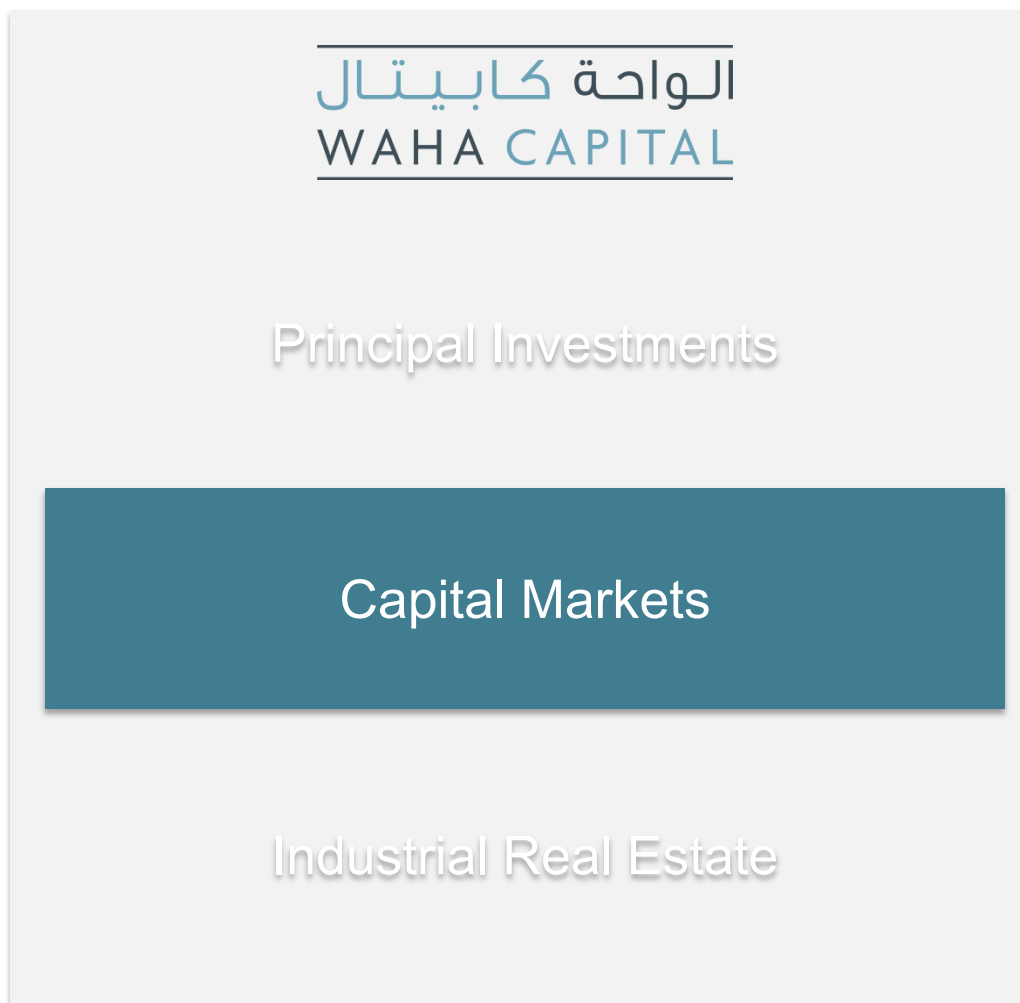 الواحة كابيتال
WAHA CAPITAL
Principal Investments
Capital Markets
Industrial Real Estate